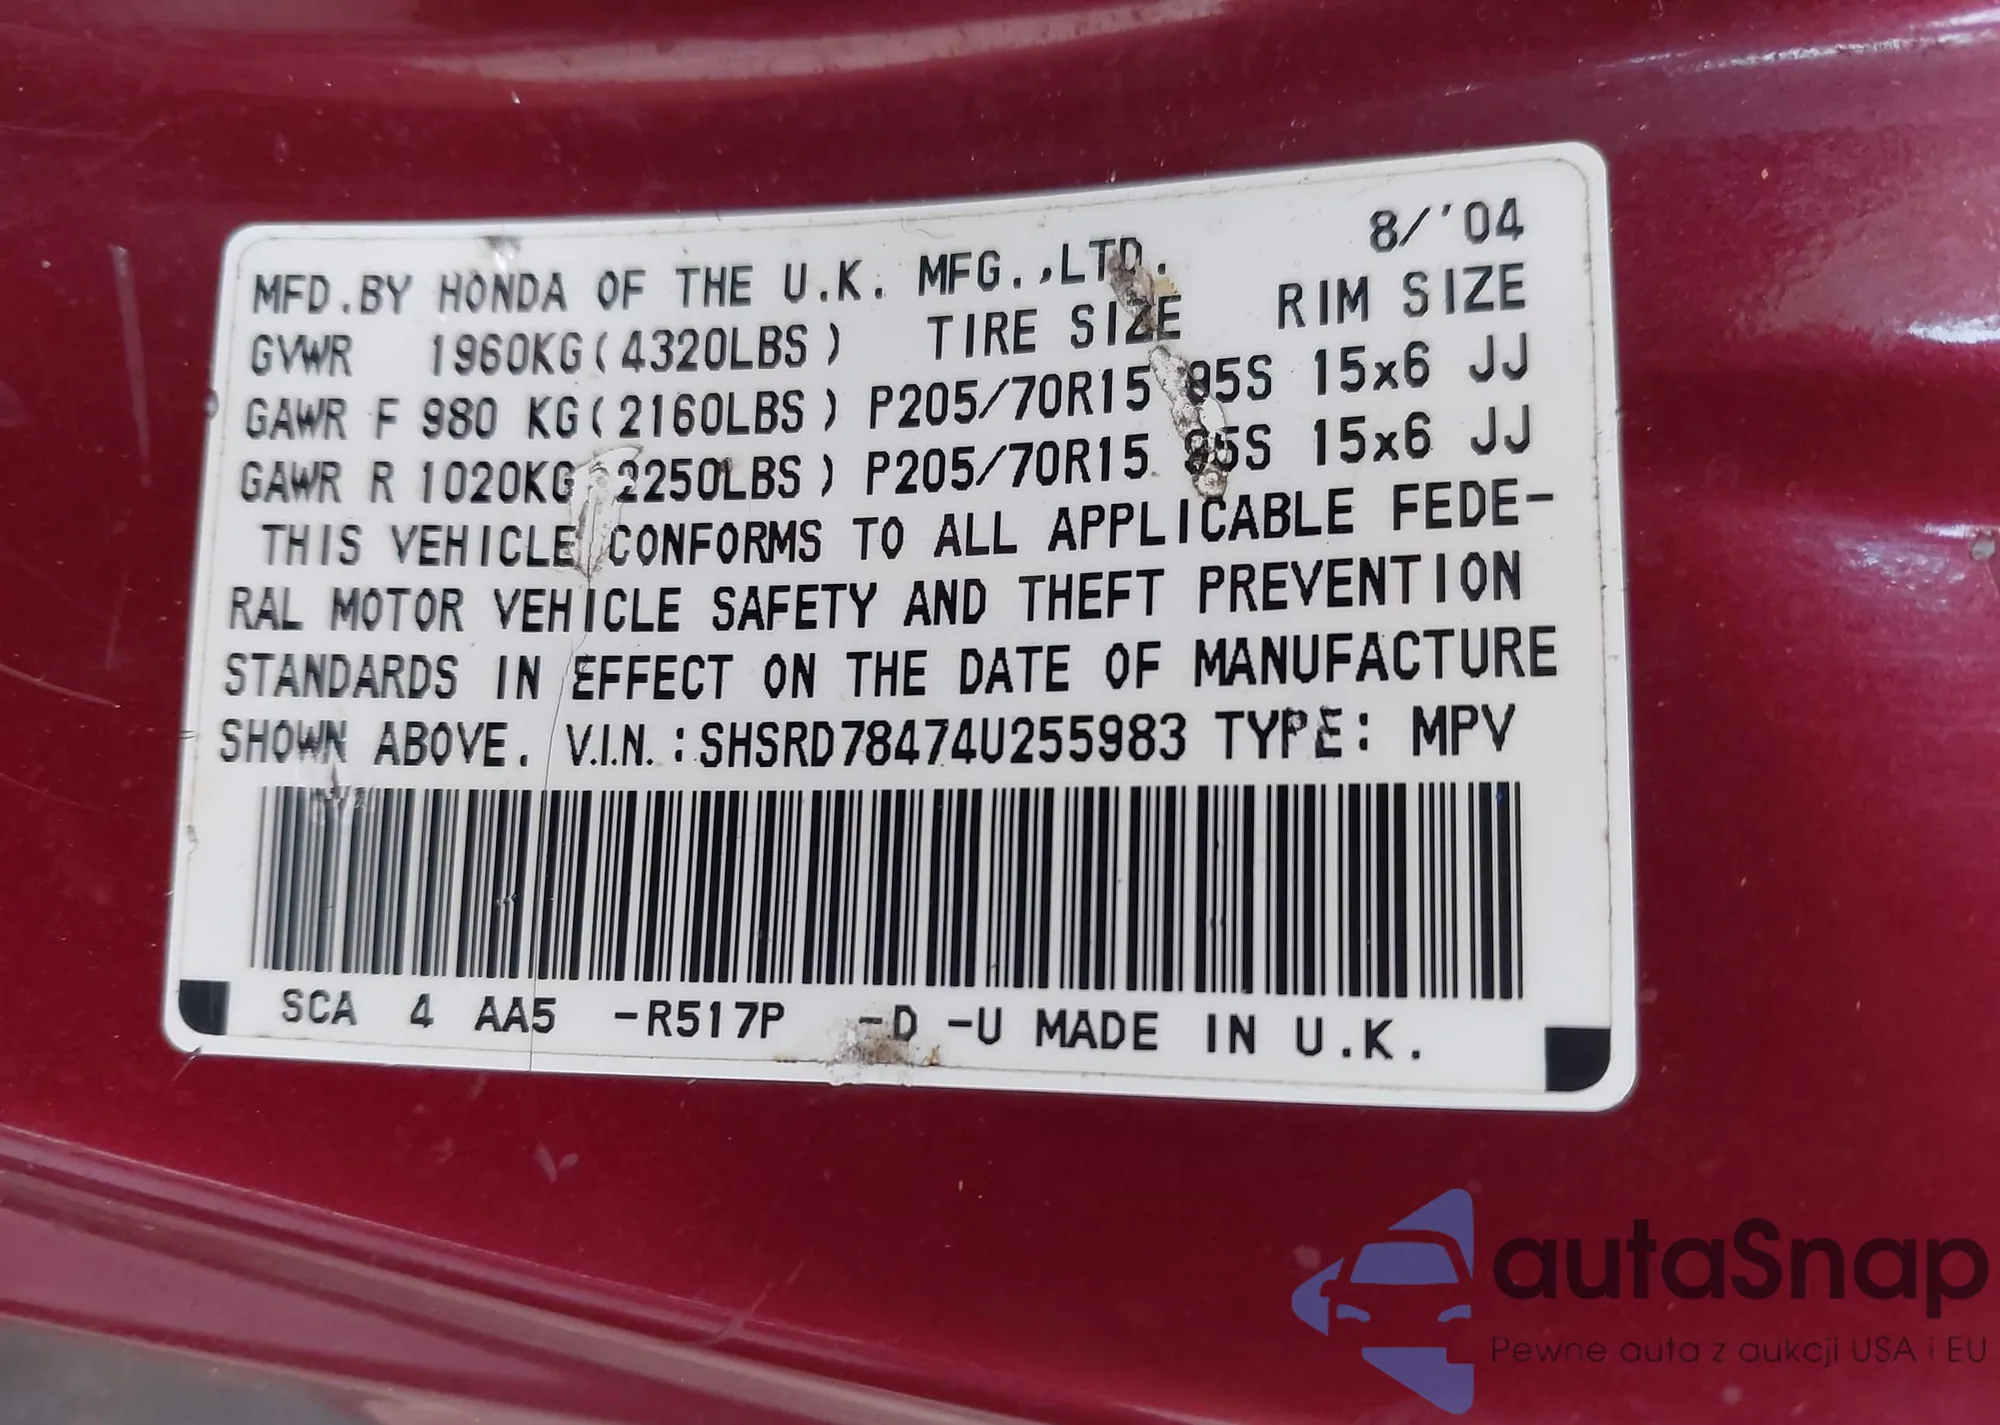 8/'04
MFD.BY HONDA OF THE U.K. MFG.,LTD.
GVWR 1960KG(4320LBS) TIRE SIZE RIM SIZE
GAWR F 980 KG(2160LBS) P205/70R15 95S 15x6 JJ
GAWR R 1020KG(2250LBS) P205/70R15 95S 15x6 JJ
THIS VEHICLE CONFORMS TO ALL APPLICABLE FEDE-
RAL MOTOR VEHICLE SAFETY AND THEFT PREVENTION
STANDARDS IN EFFECT ON THE DATE OF MANUFACTURE
SHOWN ABOVE. V.I.N.:SHSRD78474U255983 TYPE: MPV
SCA 4 AA5 -R517P -D -U MADE IN U.K.
autaSnap
Pewne auta z aukcji USA i EU